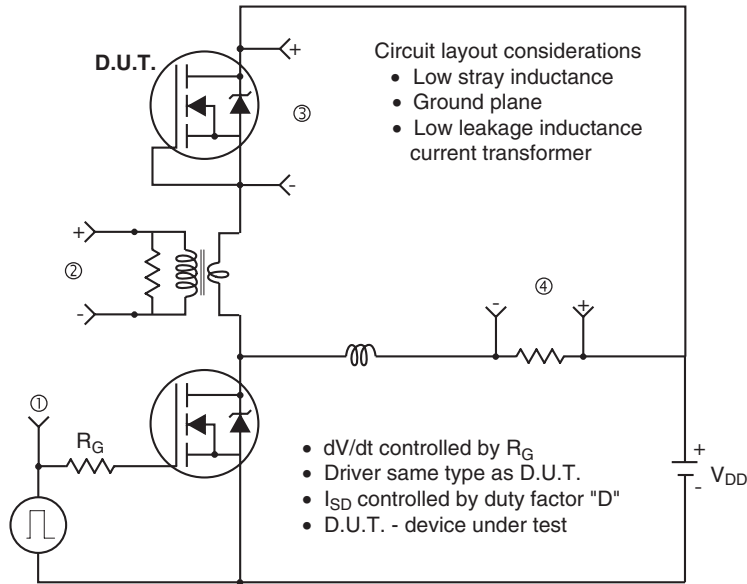 D.U.T.
+
③
-
Circuit layout considerations
• Low stray inductance
• Ground plane
• Low leakage inductance
current transformer
+
②
-
-
④
+
①
R_G
• dV/dt controlled by R_G
• Driver same type as D.U.T.
• I_SD controlled by duty factor "D"
• D.U.T. - device under test
+
-
V_DD